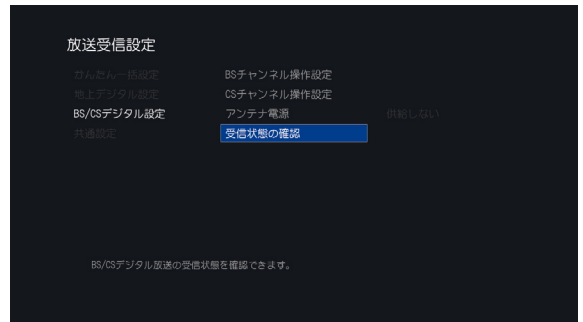 放送受信設定
かんたん一括設定
地上デジタル設定
BS/CSデジタル設定
共通設定
BSチャンネル操作設定
CSチャンネル操作設定
アンテナ電源 供給しない
受信状態の確認
BS/CSデジタル放送の受信状態を確認できます。